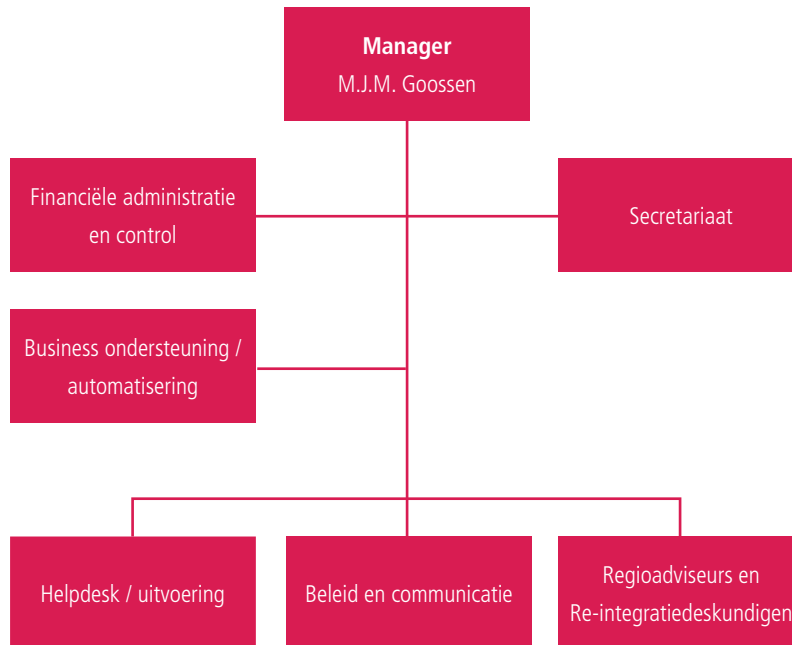 Manager
M.J.M. Goossen
Financiële administratie
en control
Secretariaat
Business ondersteuning /
automatisering
Helpdesk / uitvoering
Beleid en communicatie
Regioadviseurs en
Re-integratiedeskundigen